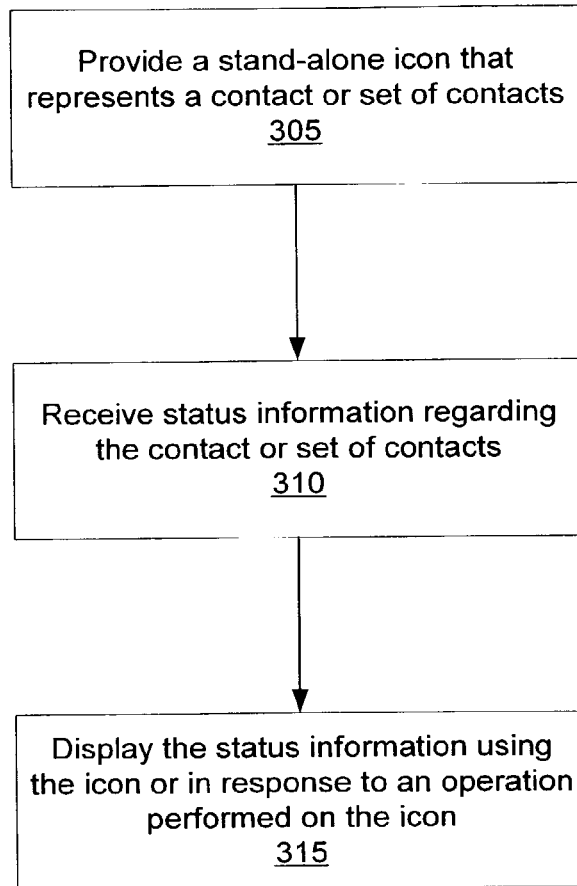 Provide a stand-alone icon that
represents a contact or set of contacts
305
Receive status information regarding
the contact or set of contacts
310
Display the status information using
the icon or in response to an operation
performed on the icon
315